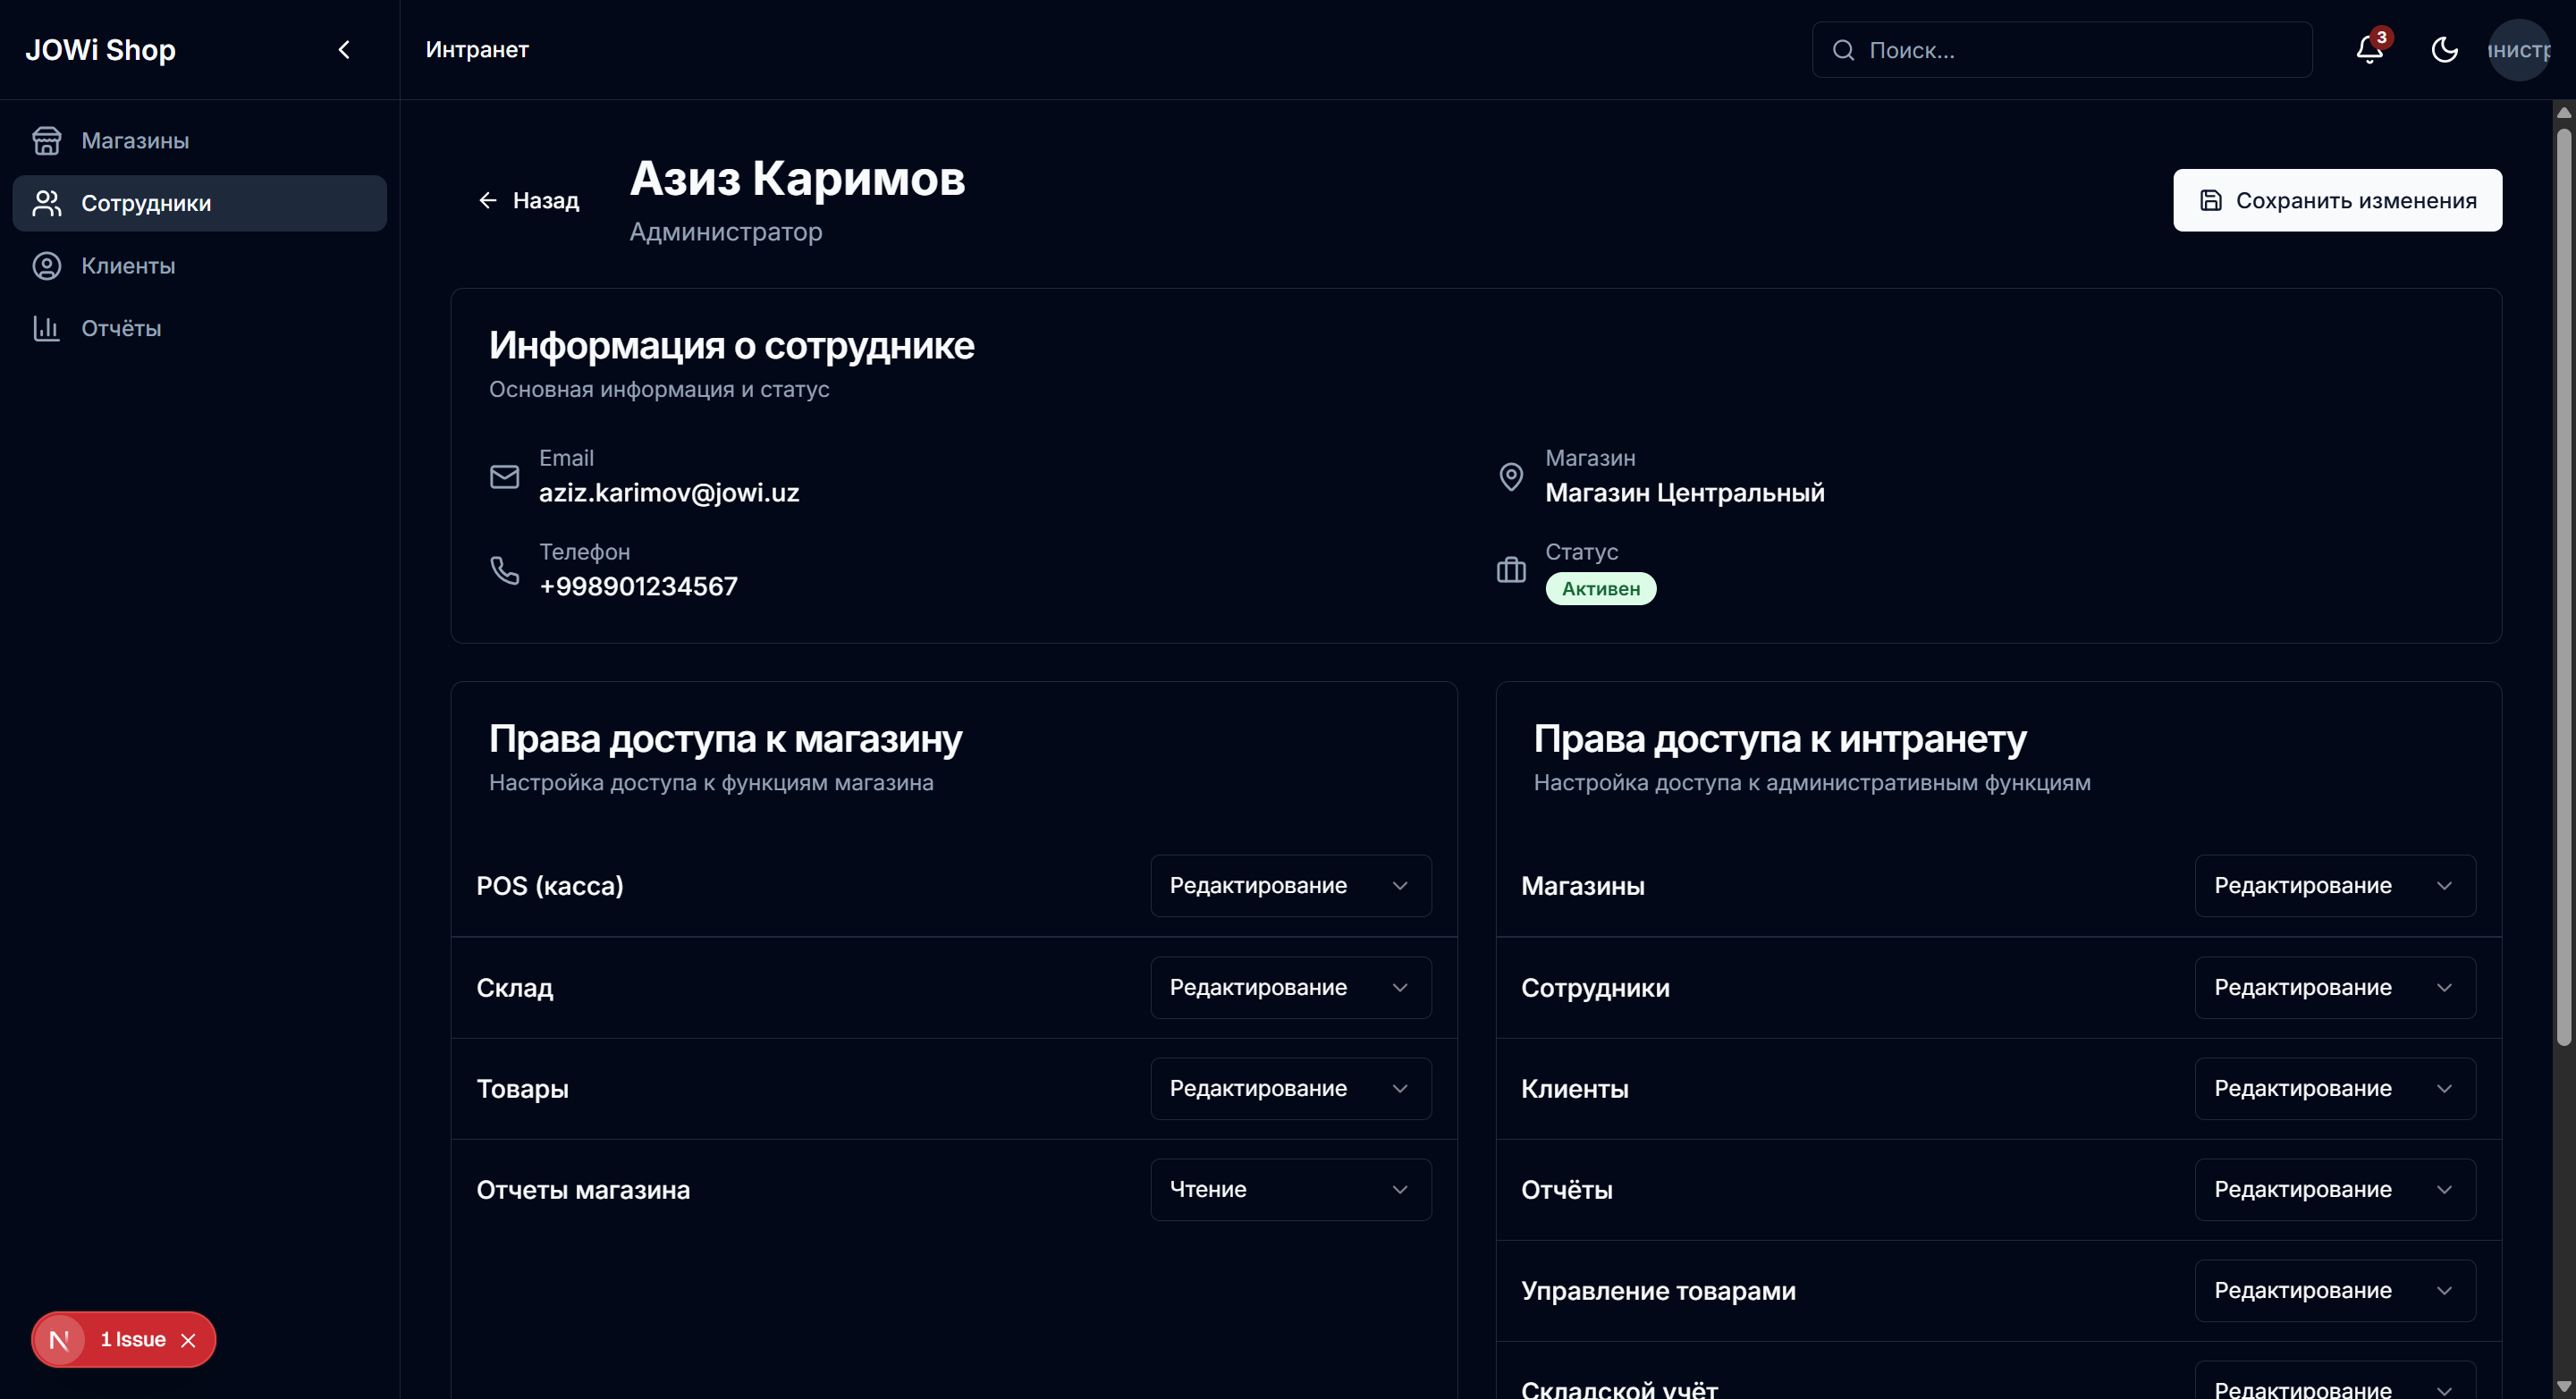 JOWi Shop
Интранет
Поиск...
3
Магазины
Сотрудники
Клиенты
Отчёты
Назад
Азиз Каримов
Администратор
Сохранить изменения
Информация о сотруднике
Основная информация и статус
Email
aziz.karimov@jowi.uz
Магазин
Магазин Центральный
Телефон
+998901234567
Статус
Активен
Права доступа к магазину
Настройка доступа к функциям магазина
POS (касса) Редактирование
Склад Редактирование
Товары Редактирование
Отчеты магазина Чтение
Права доступа к интранету
Настройка доступа к административным функциям
Магазины Редактирование
Сотрудники Редактирование
Клиенты Редактирование
Отчёты Редактирование
Управление товарами Редактирование
Складской учёт Редактирование
N 1 Issue